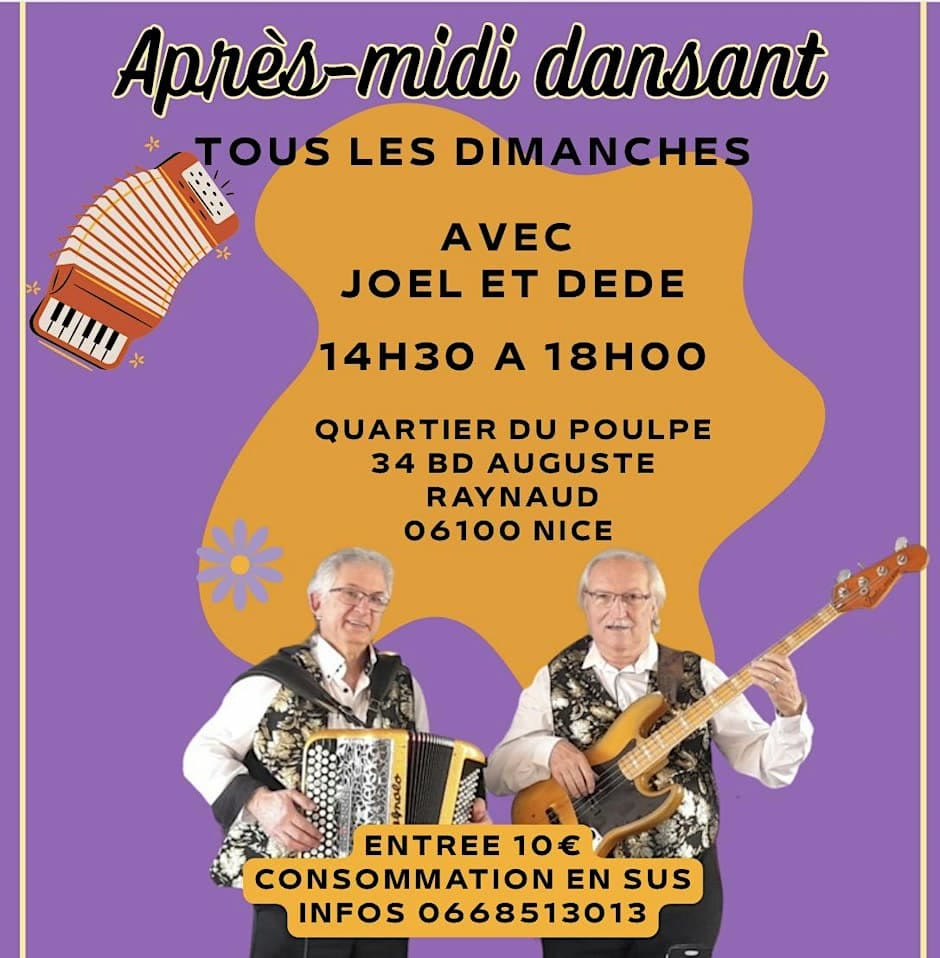 Après-midi dansant
TOUS LES DIMANCHES
AVEC
JOEL ET DEDE
14H30 A 18H00
QUARTIER DU POULPE
34 BD AUGUSTE
RAYNAUD
06100 NICE
ENTREE 10€
CONSOMMATION EN SUS
INFOS 0668513013